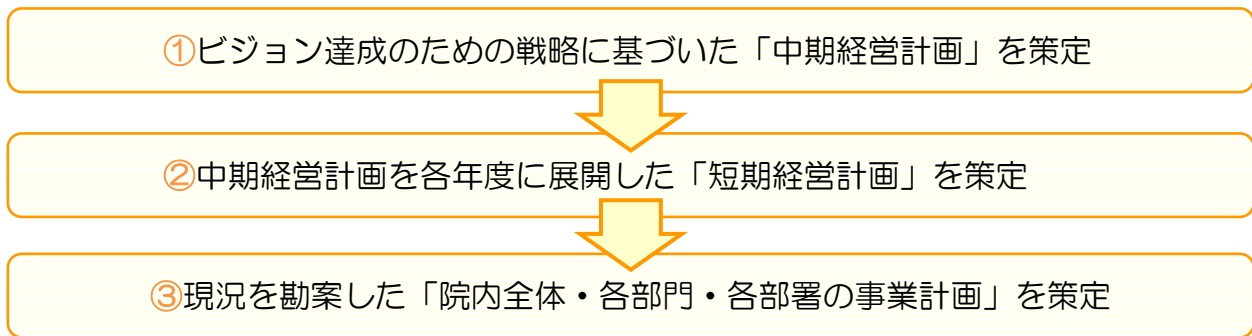 ①ビジョン達成のための戦略に基づいた「中期経営計画」を策定
②中期経営計画を各年度に展開した「短期経営計画」を策定
③現況を勘案した「院内全体・各部門・各部署の事業計画」を策定